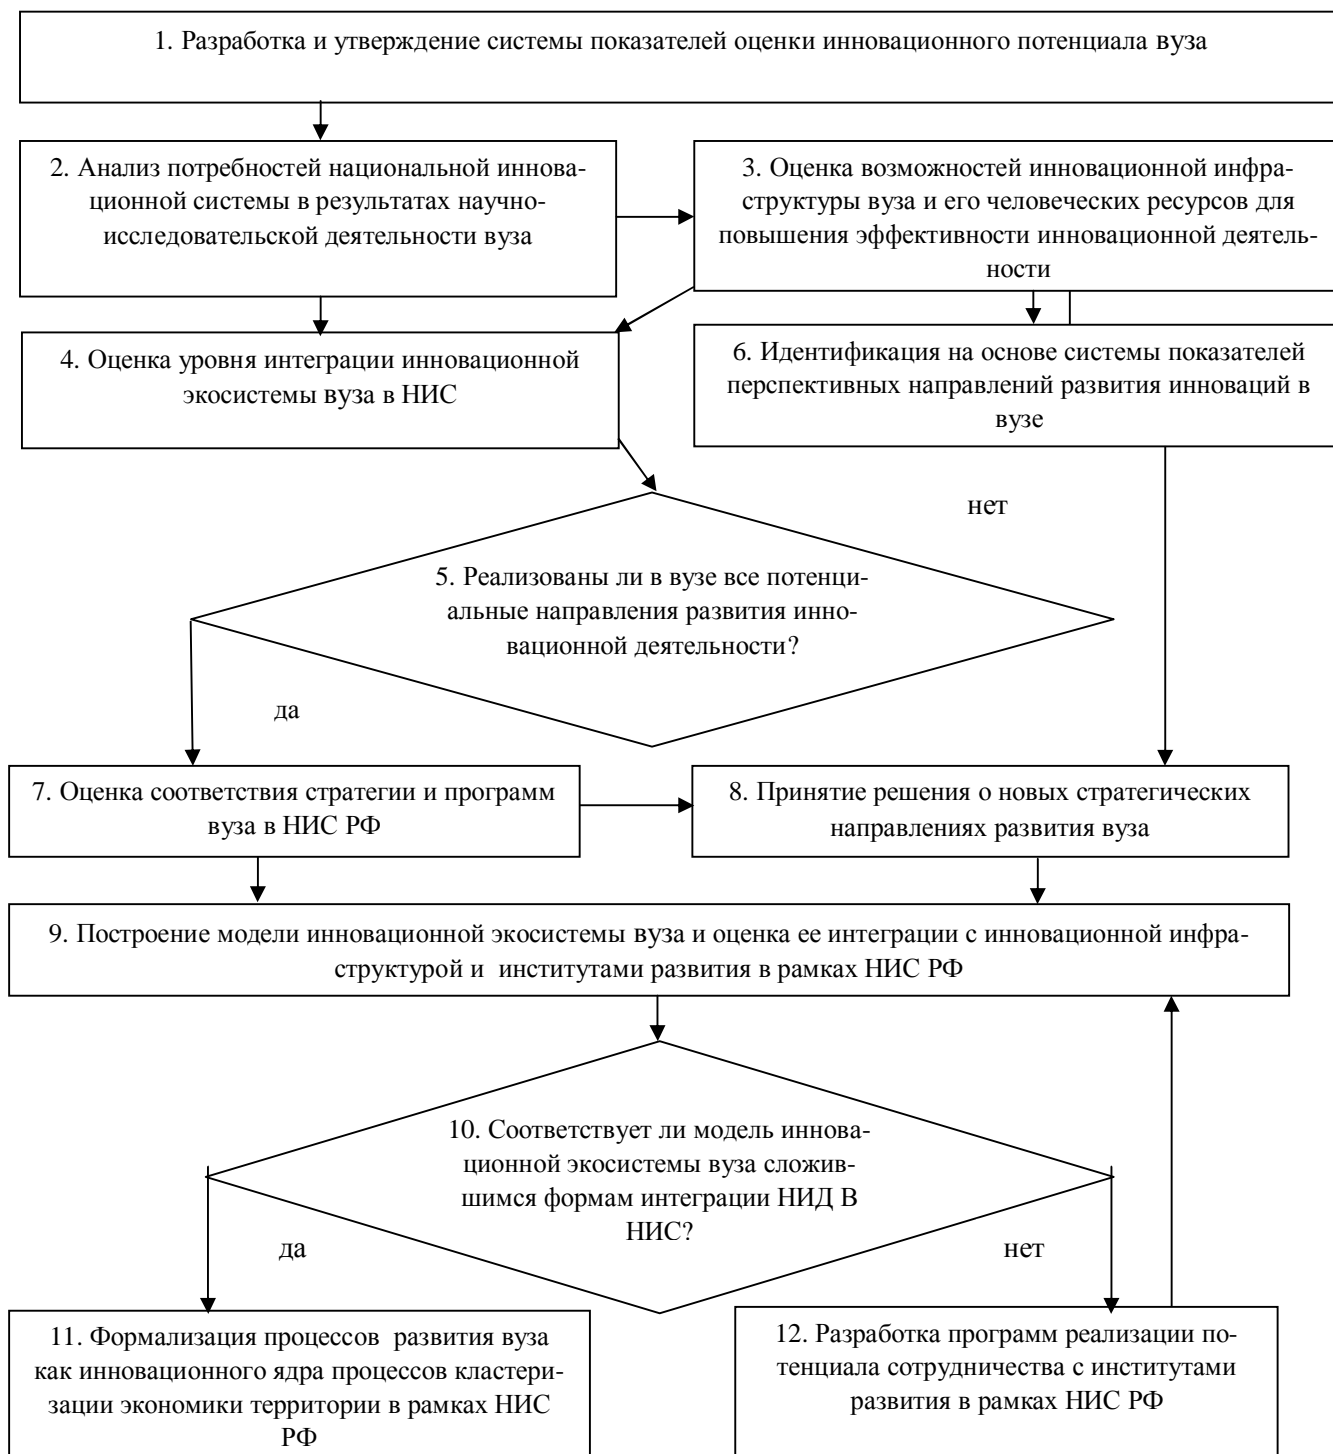 1. Разработка и утверждение системы показателей оценки инновационного потенциала вуза
2. Анализ потребностей национальной иннова-
ционной системы в результатах научно-
исследовательской деятельности вуза
3. Оценка возможностей инновационной инфра-
структуры вуза и его человеческих ресурсов для
повышения эффективности инновационной деятель-
ности
4. Оценка уровня интеграции инновационной
экосистемы вуза в НИС
6. Идентификация на основе системы показателей
перспективных направлений развития инноваций в
вузе
нет
5. Реализованы ли в вузе все потенци-
альные направления развития инно-
вационной деятельности?
да
7. Оценка соответствия стратегии и программ
вуза в НИС РФ
8. Принятие решения о новых стратегических
направлениях развития вуза
9. Построение модели инновационной экосистемы вуза и оценка ее интеграции с инновационной инфра-
структурой и институтами развития в рамках НИС РФ
10. Соответствует ли модель иннова-
ционной экосистемы вуза сложив-
шимся формам интеграции НИД В
НИС?
да
нет
11. Формализация процессов развития вуза
как инновационного ядра процессов кластери-
зации экономики территории в рамках НИС
РФ
12. Разработка программ реализации по-
тенциала сотрудничества с институтами
развития в рамках НИС РФ